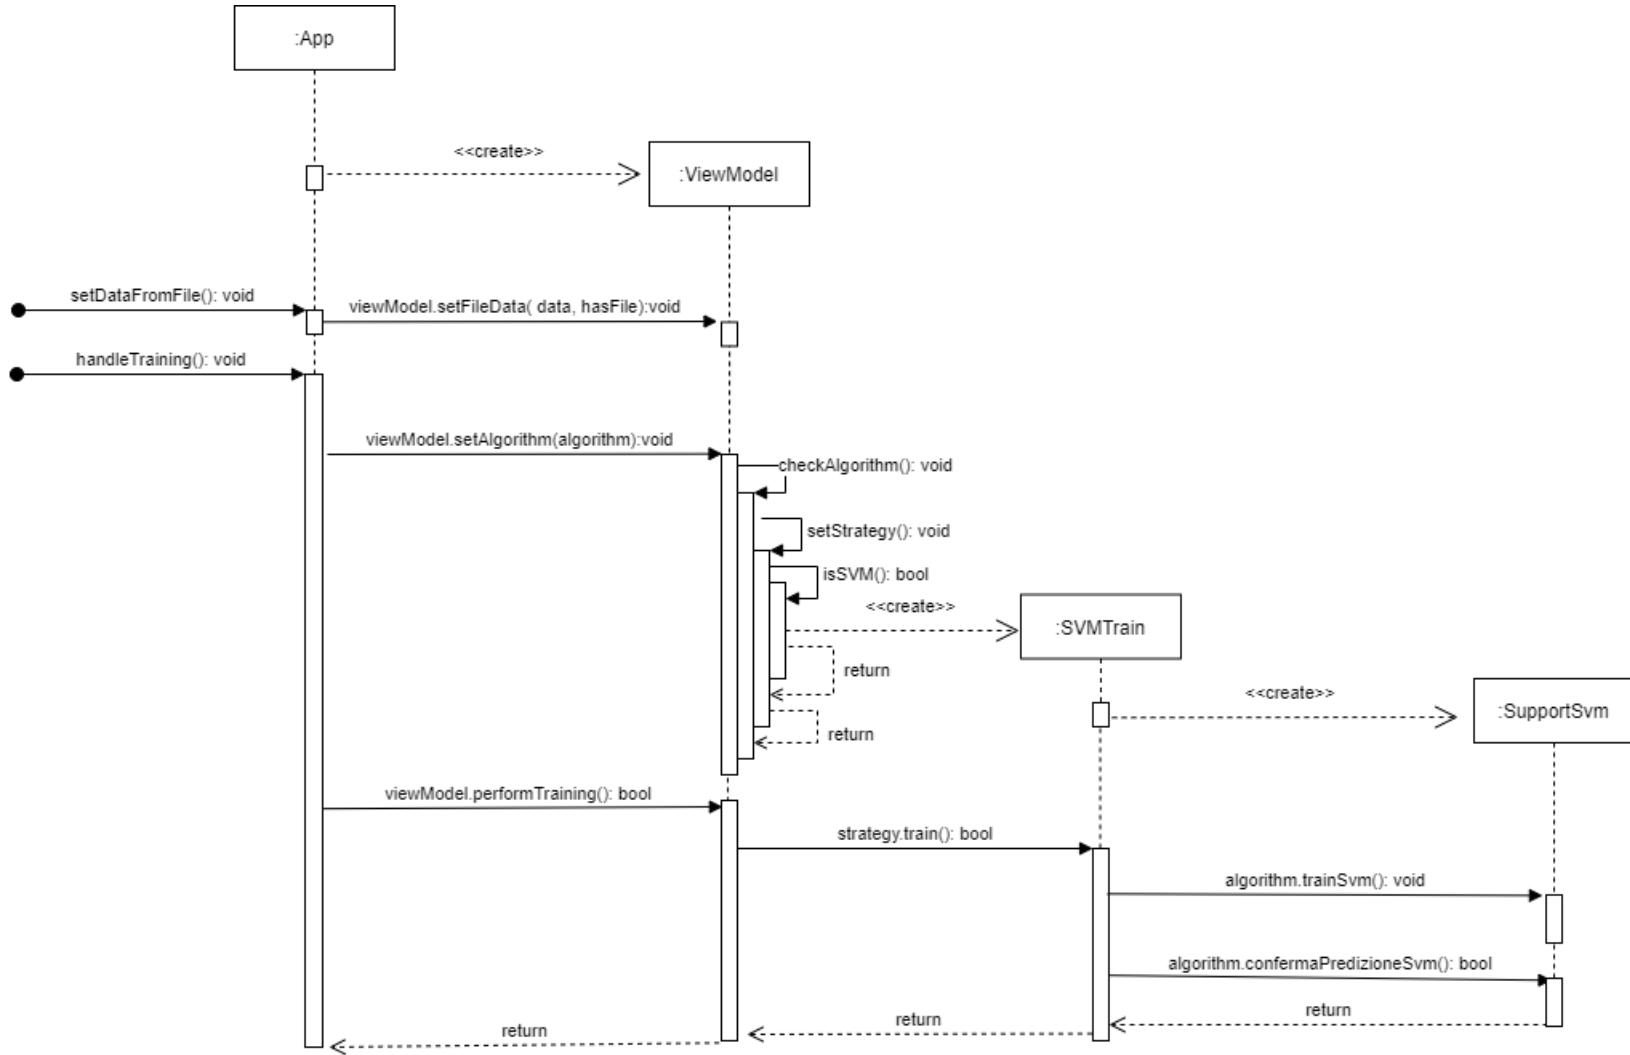 :App
<<create>>
:ViewModel
setDataFromFile(): void
viewModel.setFileData( data, hasFile):void
handleTraining(): void
viewModel.setAlgorithm(algorithm):void
checkAlgorithm(): void
setStrategy(): void
isSVM(): bool
<<create>>
:SVMTrain
return
<<create>>
:SupportSvm
return
viewModel.performTraining(): bool
strategy.train(): bool
algorithm.trainSvm(): void
algorithm.confermaPredizioneSvm(): bool
return
return
return